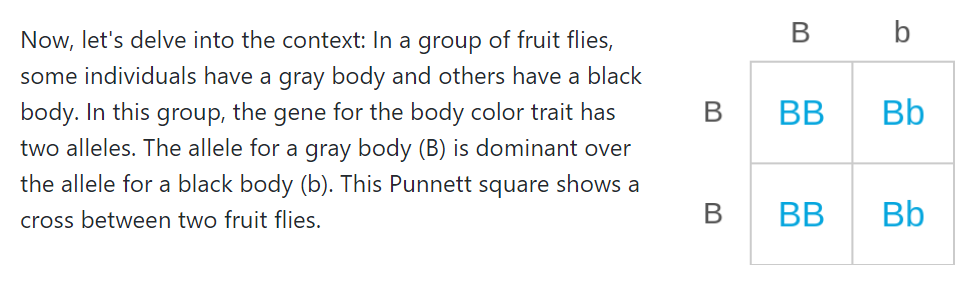 Now, let's delve into the context: In a group of fruit flies,
some individuals have a gray body and others have a black
body. In this group, the gene for the body color trait has
two alleles. The allele for a gray body (B) is dominant over
the allele for a black body (b). This Punnett square shows a
cross between two fruit flies.
B b
B BB Bb
B BB Bb